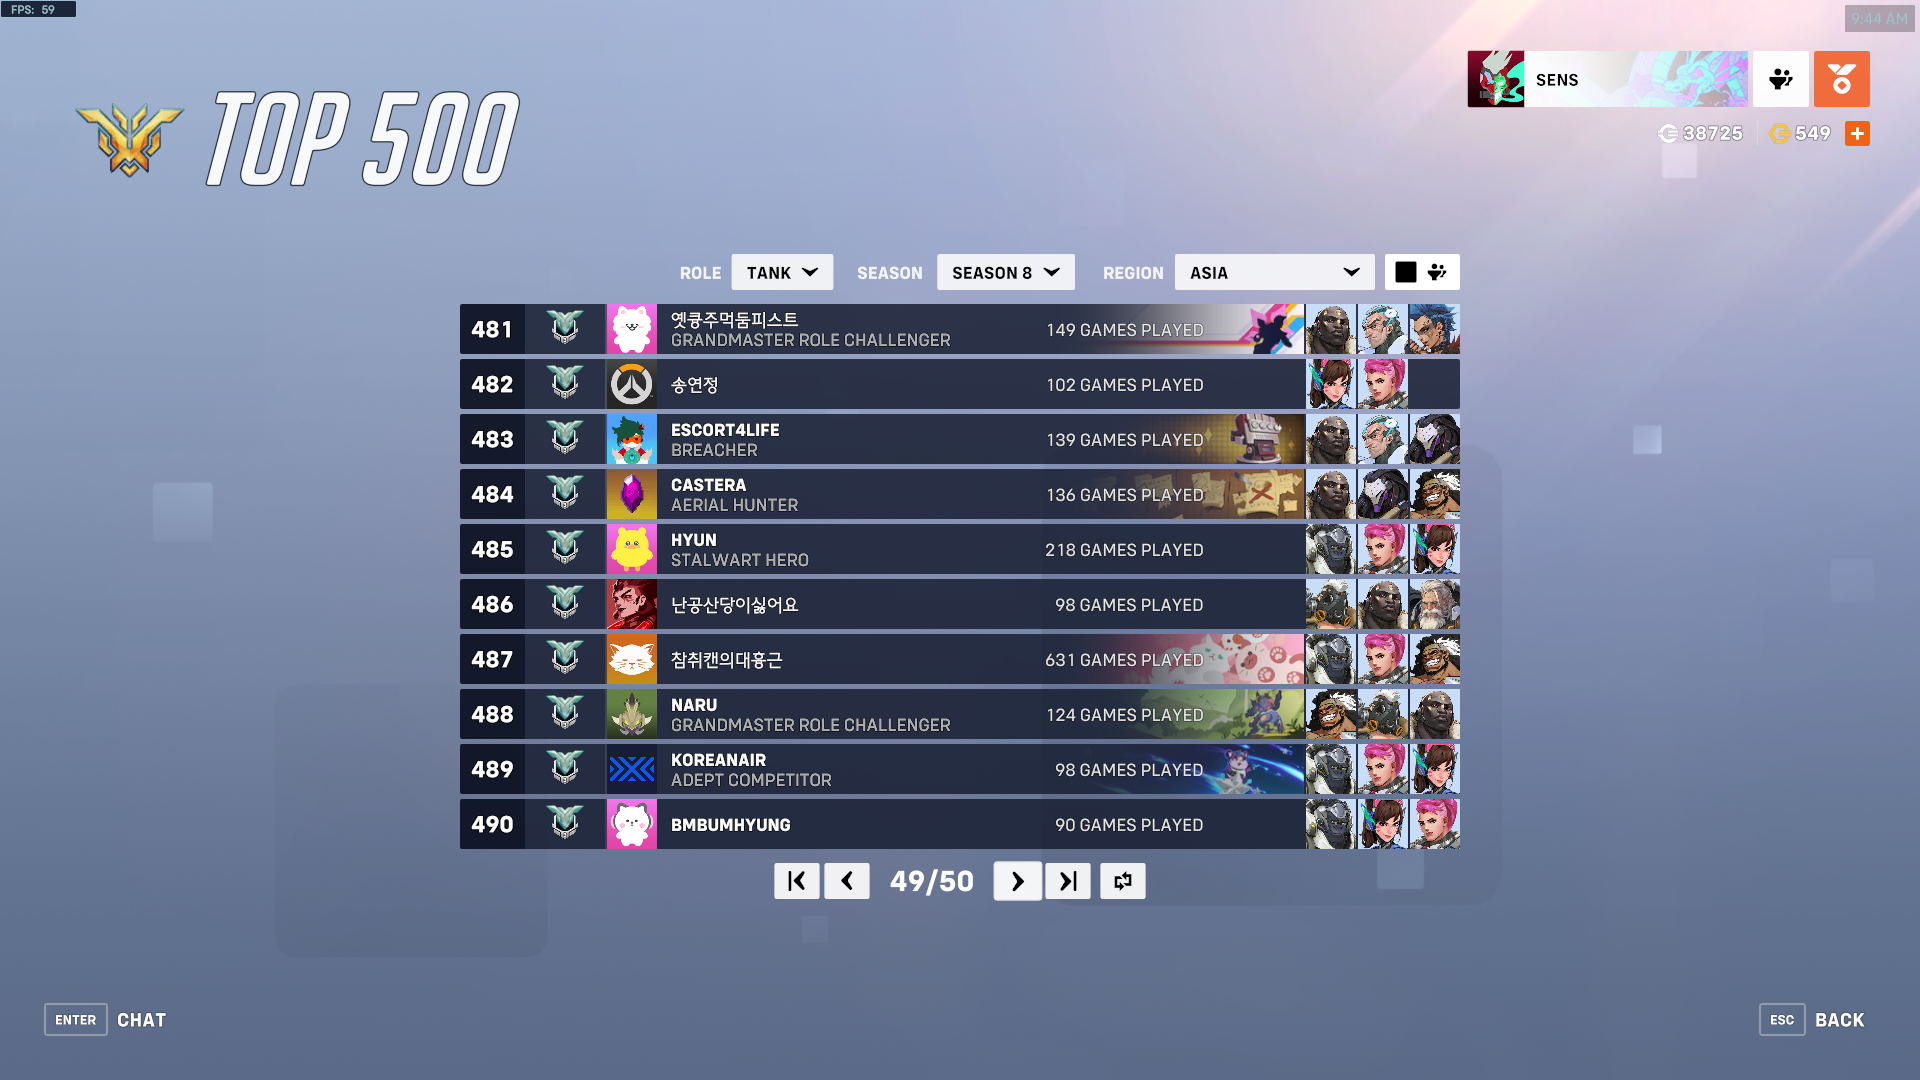 FPS: 59
9:44 AM
TOP 500
SENS
38725
549
ROLE TANK SEASON SEASON 8 REGION ASIA
481 옛큥주먹둠피스트 149 GAMES PLAYED
GRANDMASTER ROLE CHALLENGER
482 송연정 102 GAMES PLAYED
483 ESCORT4LIFE 139 GAMES PLAYED
BREACHER
484 CASTERA 136 GAMES PLAYED
AERIAL HUNTER
485 HYUN 218 GAMES PLAYED
STALWART HERO
486 난공산당이싫어요 98 GAMES PLAYED
487 참취캔의대흉근 631 GAMES PLAYED
488 NARU 124 GAMES PLAYED
GRANDMASTER ROLE CHALLENGER
489 KOREANAIR 98 GAMES PLAYED
ADEPT COMPETITOR
490 BMBUMHYUNG 90 GAMES PLAYED
49/50
ENTER CHAT
ESC BACK